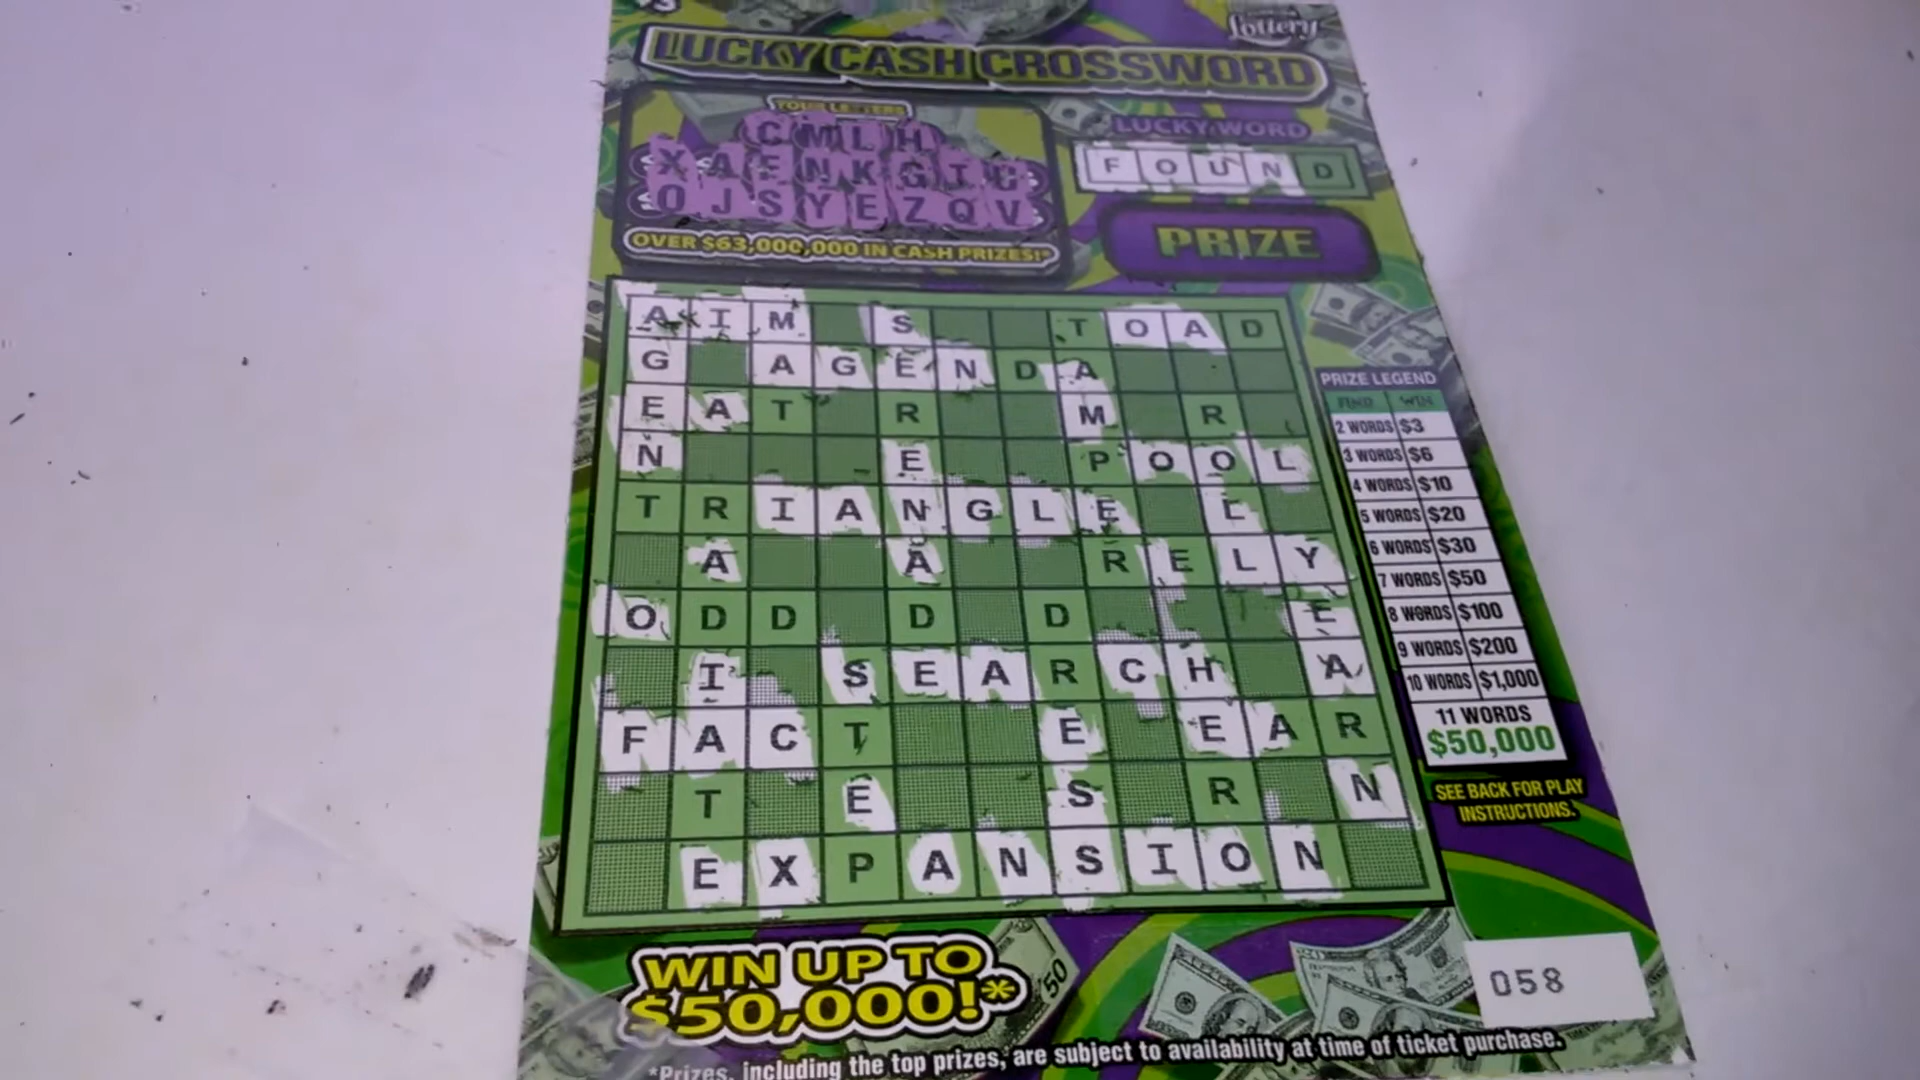 $3
Lottery
LUCKY CASH CROSSWORD
YOUR LETTERS
C M L H
X A E N K G I C
O J S Y E Z Q V
OVER $63,000,000 IN CASH PRIZES!*
LUCKY WORD
F O U N D
PRIZE
A I M S T O A D
G A G E N D A
E A T R M R
N E P O O L
T R I A N G L E L
A A R E L Y
O D D D D E
I S E A R C H A
F A C T E E A R
T E S R N
E X P A N S I O N
PRIZE LEGEND
FIND WIN
2 WORDS $3
3 WORDS $6
4 WORDS $10
5 WORDS $20
6 WORDS $30
7 WORDS $50
8 WORDS $100
9 WORDS $200
10 WORDS $1,000
11 WORDS
$50,000
SEE BACK FOR PLAY
INSTRUCTIONS.
WIN UP TO
$50,000!*
50
058
*Prizes, including the top prizes, are subject to availability at time of ticket purchase.